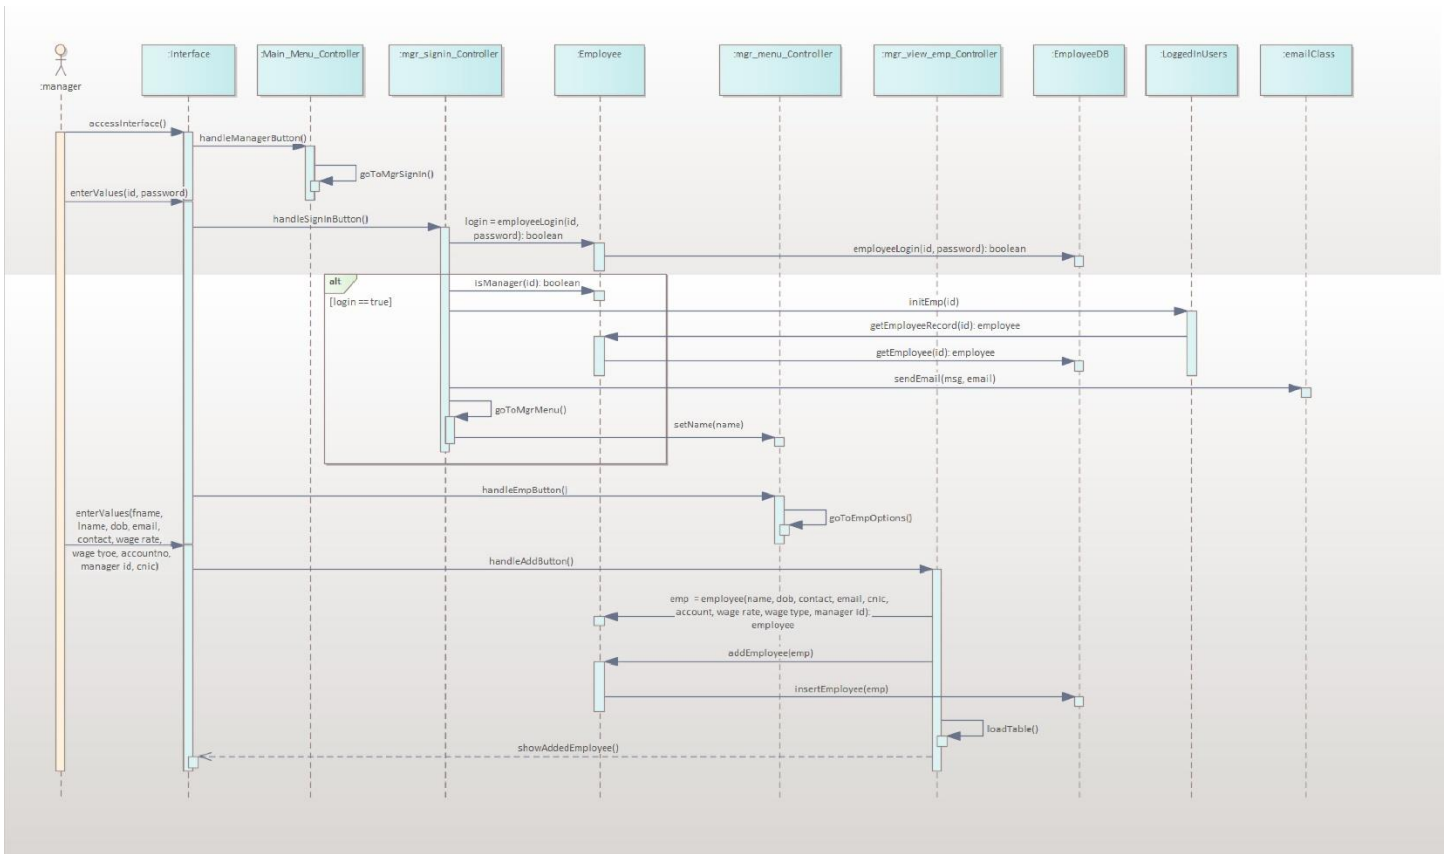 :manager
:Interface
:Main_Menu_Controller
:mgr_signin_Controller
:Employee
:mgr_menu_Controller
:mgr_view_emp_Controller
:EmployeeDB
:LoggedInUsers
:emailClass
accessInterface()
handleManagerButton()
goToMgrSignIn()
enterValues(id, password)
handleSignInButton()
login = employeeLogin(id,
password): boolean
employeeLogin(id, password): boolean
alt
[login == true]
isManager(id): boolean
initEmp(id)
getEmployeeRecord(id): employee
getEmployee(id): employee
sendEmail(msg, email)
goToMgrMenu()
setName(name)
handleEmpButton()
goToEmpOptions()
enterValues(fname,
lname, dob, email,
contact, wage rate,
wage type, accountno,
manager id, cnic)
handleAddButton()
emp = employee(name, dob, contact, email, cnic,
account, wage rate, wage type, manager id):
employee
addEmployee(emp)
insertEmployee(emp)
loadTable()
showAddedEmployee()